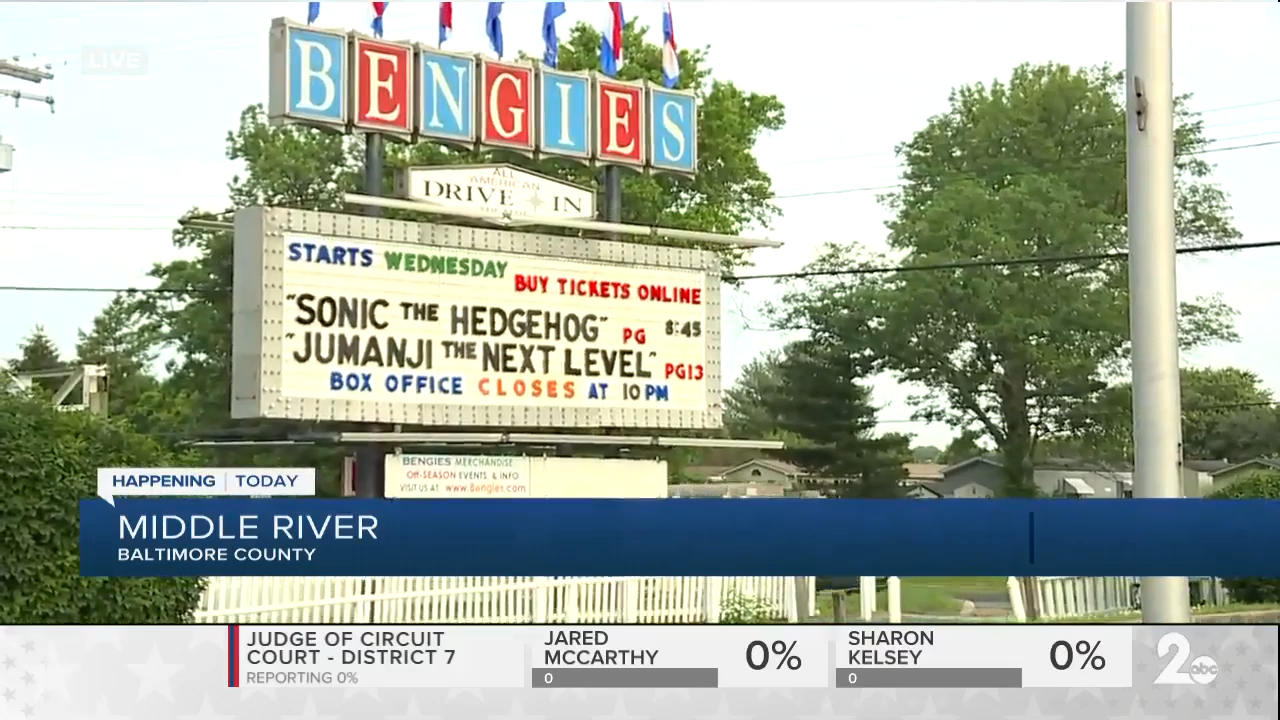 LIVE
BENGIES
ALL
AMERICAN
DRIVE IN
STARTS WEDNESDAY
BUY TICKETS ONLINE
"SONIC THE HEDGEHOG" PG 8:45
"JUMANJI THE NEXT LEVEL" PG13
BOX OFFICE CLOSES AT 10 PM
BENGIES MERCHANDISE
OFF-SEASON EVENTS, & INFO
VISIT US AT www.Bengies.com
HAPPENING TODAY
MIDDLE RIVER
BALTIMORE COUNTY
JUDGE OF CIRCUIT
COURT - DISTRICT 7
REPORTING 0%
JARED
MCCARTHY
0%
0
SHARON
KELSEY
0%
0
2 abc